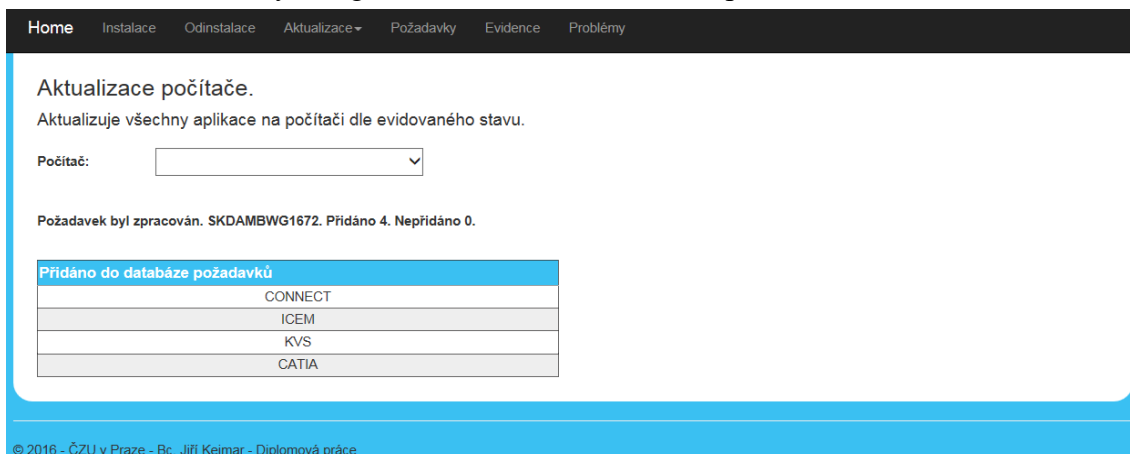 Home Instalace Odinstalace Aktualizace Požadavky Evidence Problémy
Aktualizace počítače.
Aktualizuje všechny aplikace na počítači dle evidovaného stavu.
Počítač:
Požadavek byl zpracován. SKDAMBWG1672. Přidáno 4. Nepřidáno 0.
Přidáno do databáze požadavků
CONNECT
ICEM
KVS
CATIA
© 2016 - ČZU v Praze - Bc. Jiří Kejmar - Diplomová práce